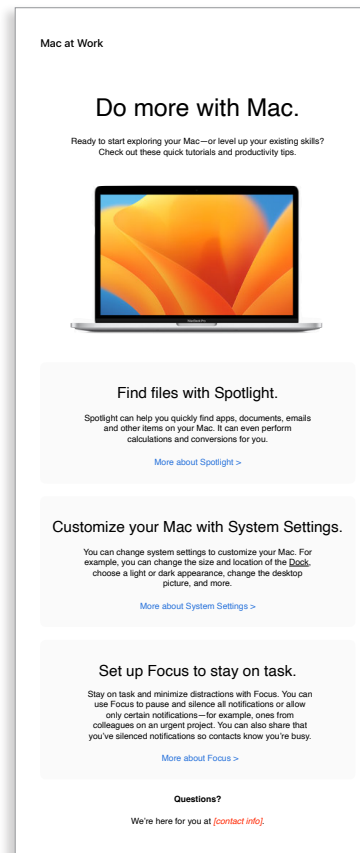 Mac at Work
Do more with Mac.
Ready to start exploring your Mac—or level up your existing skills?
Check out these quick tutorials and productivity tips.
MacBook Pro
Find files with Spotlight.
Spotlight can help you quickly find apps, documents, emails
and other items on your Mac. It can even perform
calculations and conversions for you.
More about Spotlight >
Customize your Mac with System Settings.
You can change system settings to customize your Mac. For
example, you can change the size and location of the Dock,
choose a light or dark appearance, change the desktop
picture, and more.
More about System Settings >
Set up Focus to stay on task.
Stay on task and minimize distractions with Focus. You can
use Focus to pause and silence all notifications or allow
only certain notifications—for example, ones from
colleagues on an urgent project. You can also share that
you’ve silenced notifications so contacts know you’re busy.
More about Focus >
Questions?
We’re here for you at [contact info].